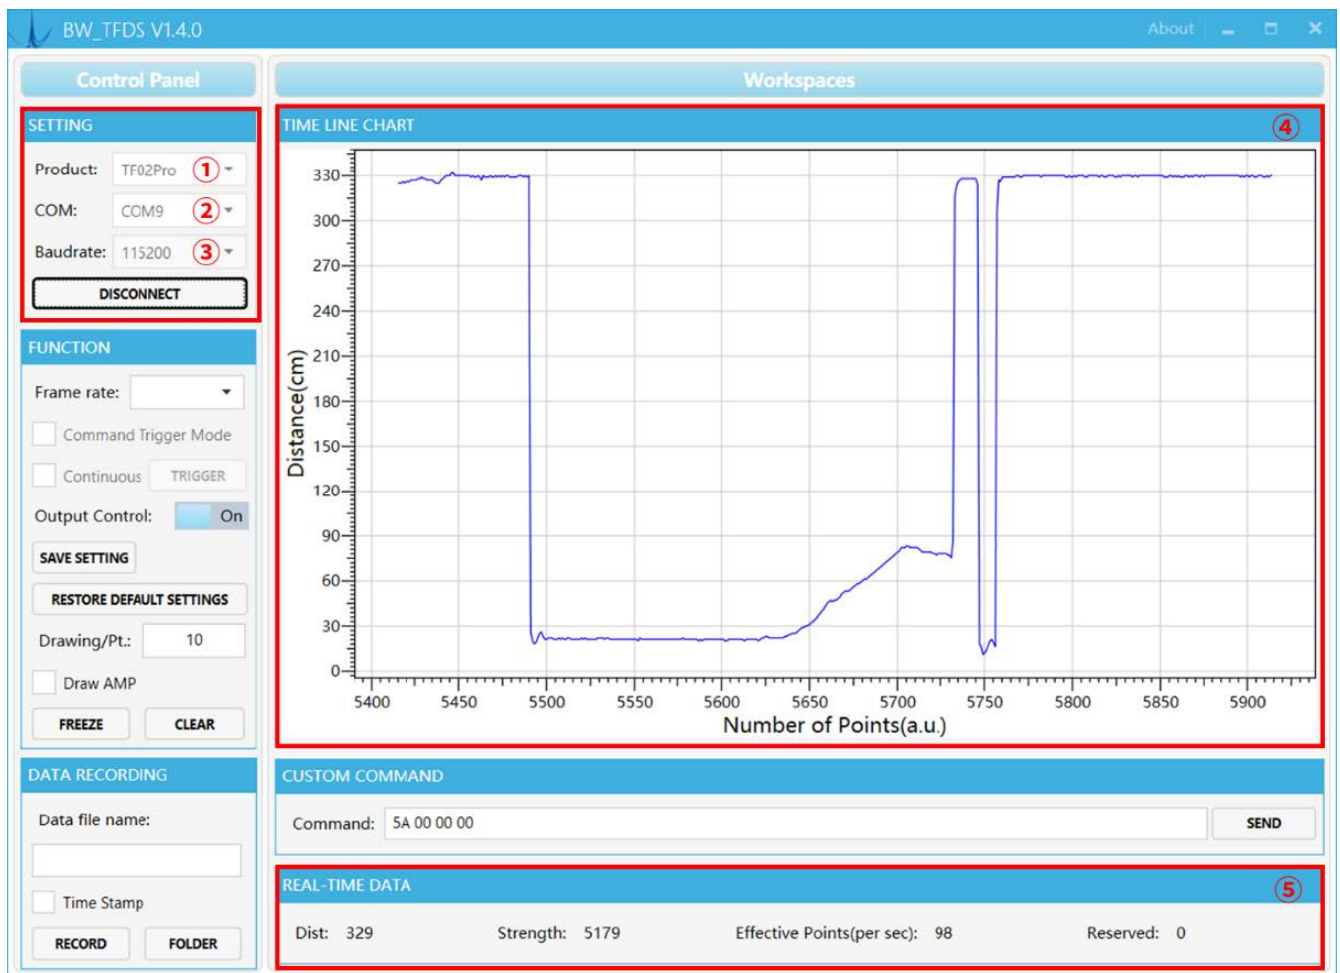 BW_TFDS V1.4.0
About
Control Panel
Workspaces
SETTING
Product: TF02Pro ①
COM: COM9 ②
Baudrate: 115200 ③
DISCONNECT
FUNCTION
Frame rate:
Command Trigger Mode
Continuous TRIGGER
Output Control: On
SAVE SETTING
RESTORE DEFAULT SETTINGS
Drawing/Pt.: 10
Draw AMP
FREEZE CLEAR
DATA RECORDING
Data file name:
Time Stamp
RECORD FOLDER
TIME LINE CHART ④
Distance(cm)
330
300
270
240
210
180
150
120
90
60
30
0
5400 5450 5500 5550 5600 5650 5700 5750 5800 5850 5900
Number of Points(a.u.)
CUSTOM COMMAND
Command: 5A 00 00 00 SEND
REAL-TIME DATA ⑤
Dist: 329 Strength: 5179 Effective Points(per sec): 98 Reserved: 0